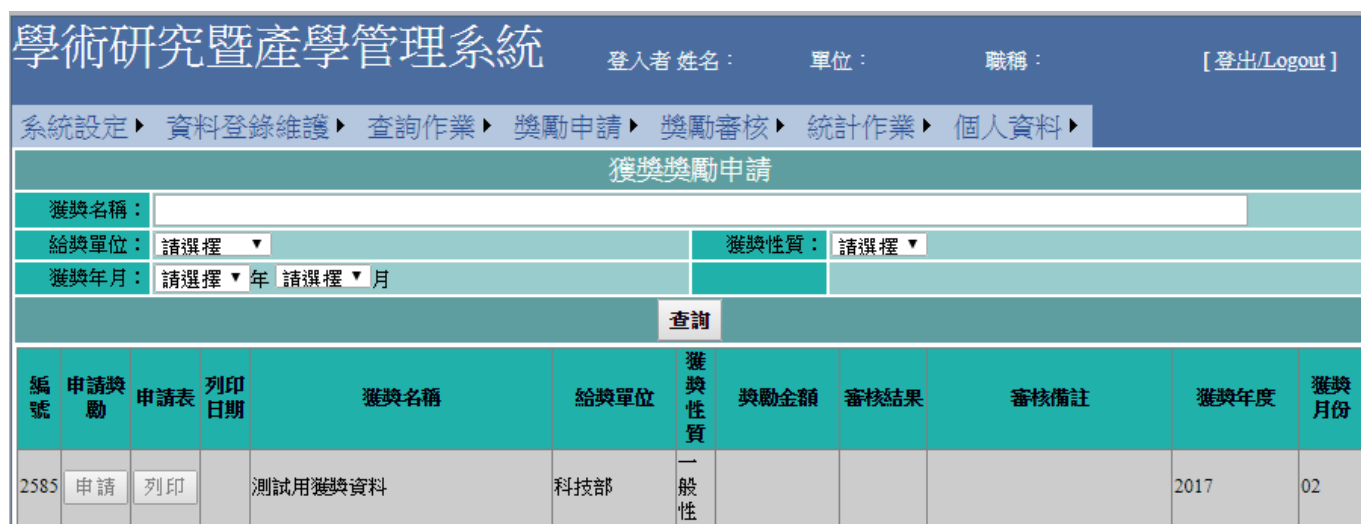 學術研究暨產學管理系統 登入者 姓名： 單位： 職稱： [ 登出/Logout ]
系統設定 資料登錄維護 查詢作業 獎勵申請 獎勵審核 統計作業 個人資料
獲獎獎勵申請
獲獎名稱：
給獎單位： 請選擇 獲獎性質： 請選擇
獲獎年月： 請選擇 年 請選擇 月
查詢
編號 申請獎勵 申請表 列印日期 獲獎名稱 給獎單位 獲獎性質 獎勵金額 審核結果 審核備註 獲獎年度 獲獎月份
2585 申請 列印 測試用獲獎資料 科技部 一般性 2017 02